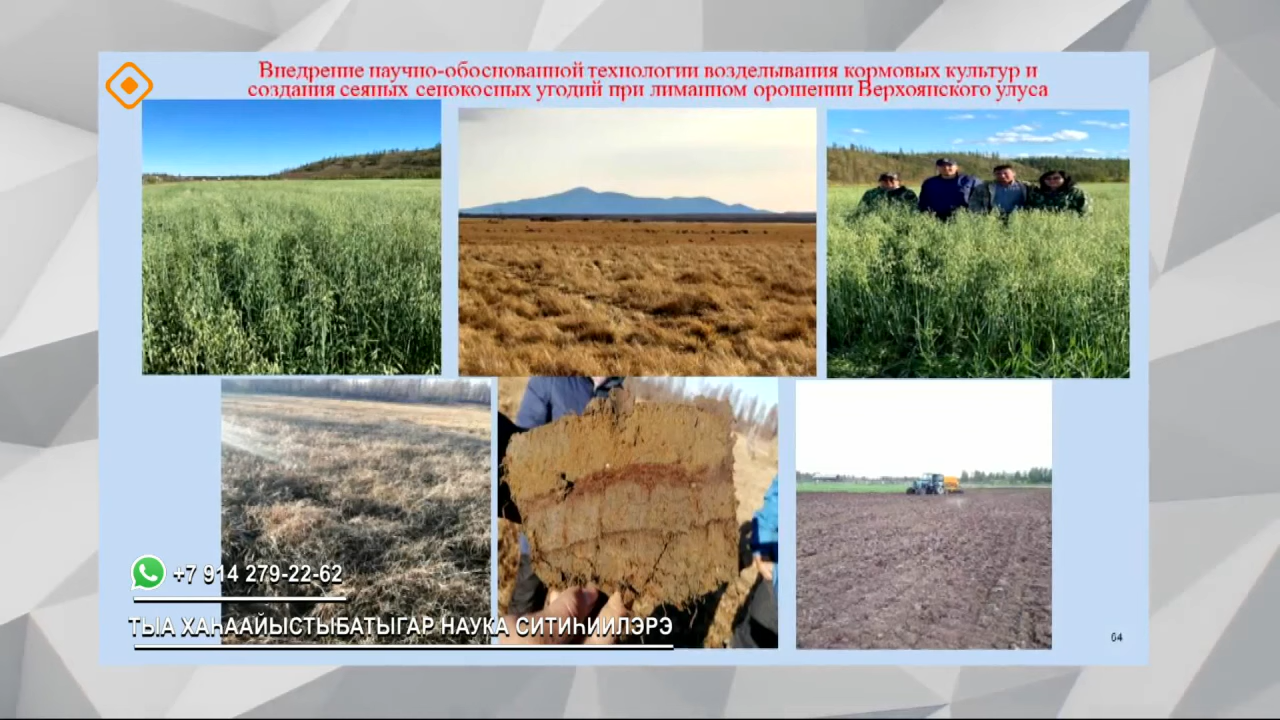 Внедрение научно-обоснованной технологии возделывания кормовых культур и
создания сеяных сенокосных угодий при лиманном орошении Верхоянского улуса
+7 914 279-22-62
ТЫА ХАҺААЙЫСТЫБАТЫГАР НАУКА СИТИҺИИЛЭРЭ
64